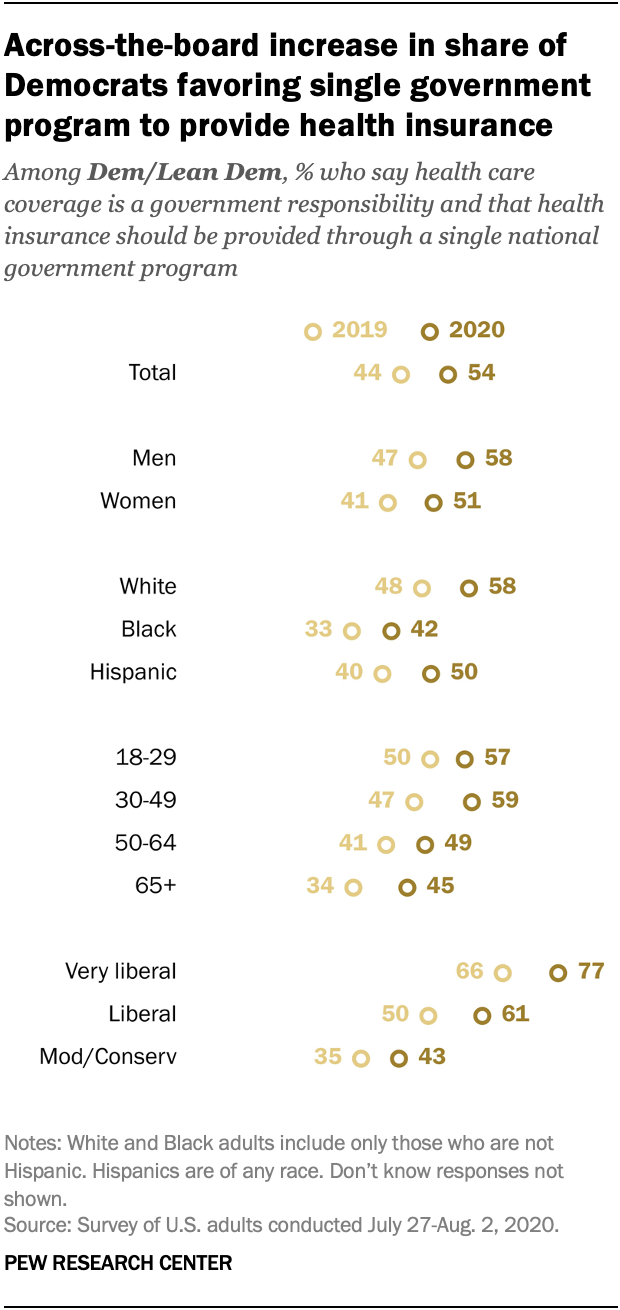 Across-the-board increase in share of
Democrats favoring single government
program to provide health insurance
Among Dem/Lean Dem, % who say health care
coverage is a government responsibility and that health
insurance should be provided through a single national
government program
2019 2020
Total 44 54
Men 47 58
Women 41 51
White 48 58
Black 33 42
Hispanic 40 50
18-29 50 57
30-49 47 59
50-64 41 49
65+ 34 45
Very liberal 66 77
Liberal 50 61
Mod/Conserv 35 43
Notes: White and Black adults include only those who are not
Hispanic. Hispanics are of any race. Don’t know responses not
shown.
Source: Survey of U.S. adults conducted July 27-Aug. 2, 2020.
PEW RESEARCH CENTER